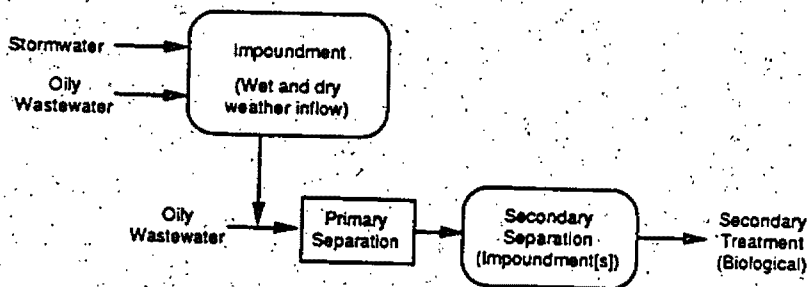 Stormwater
Impoundment
Oily
Wastewater
(Wet and dry
weather inflow)
Oily
Wastewater
Primary
Separation
Secondary
Separation
(Impoundment[s])
Secondary
Treatment
(Biological)